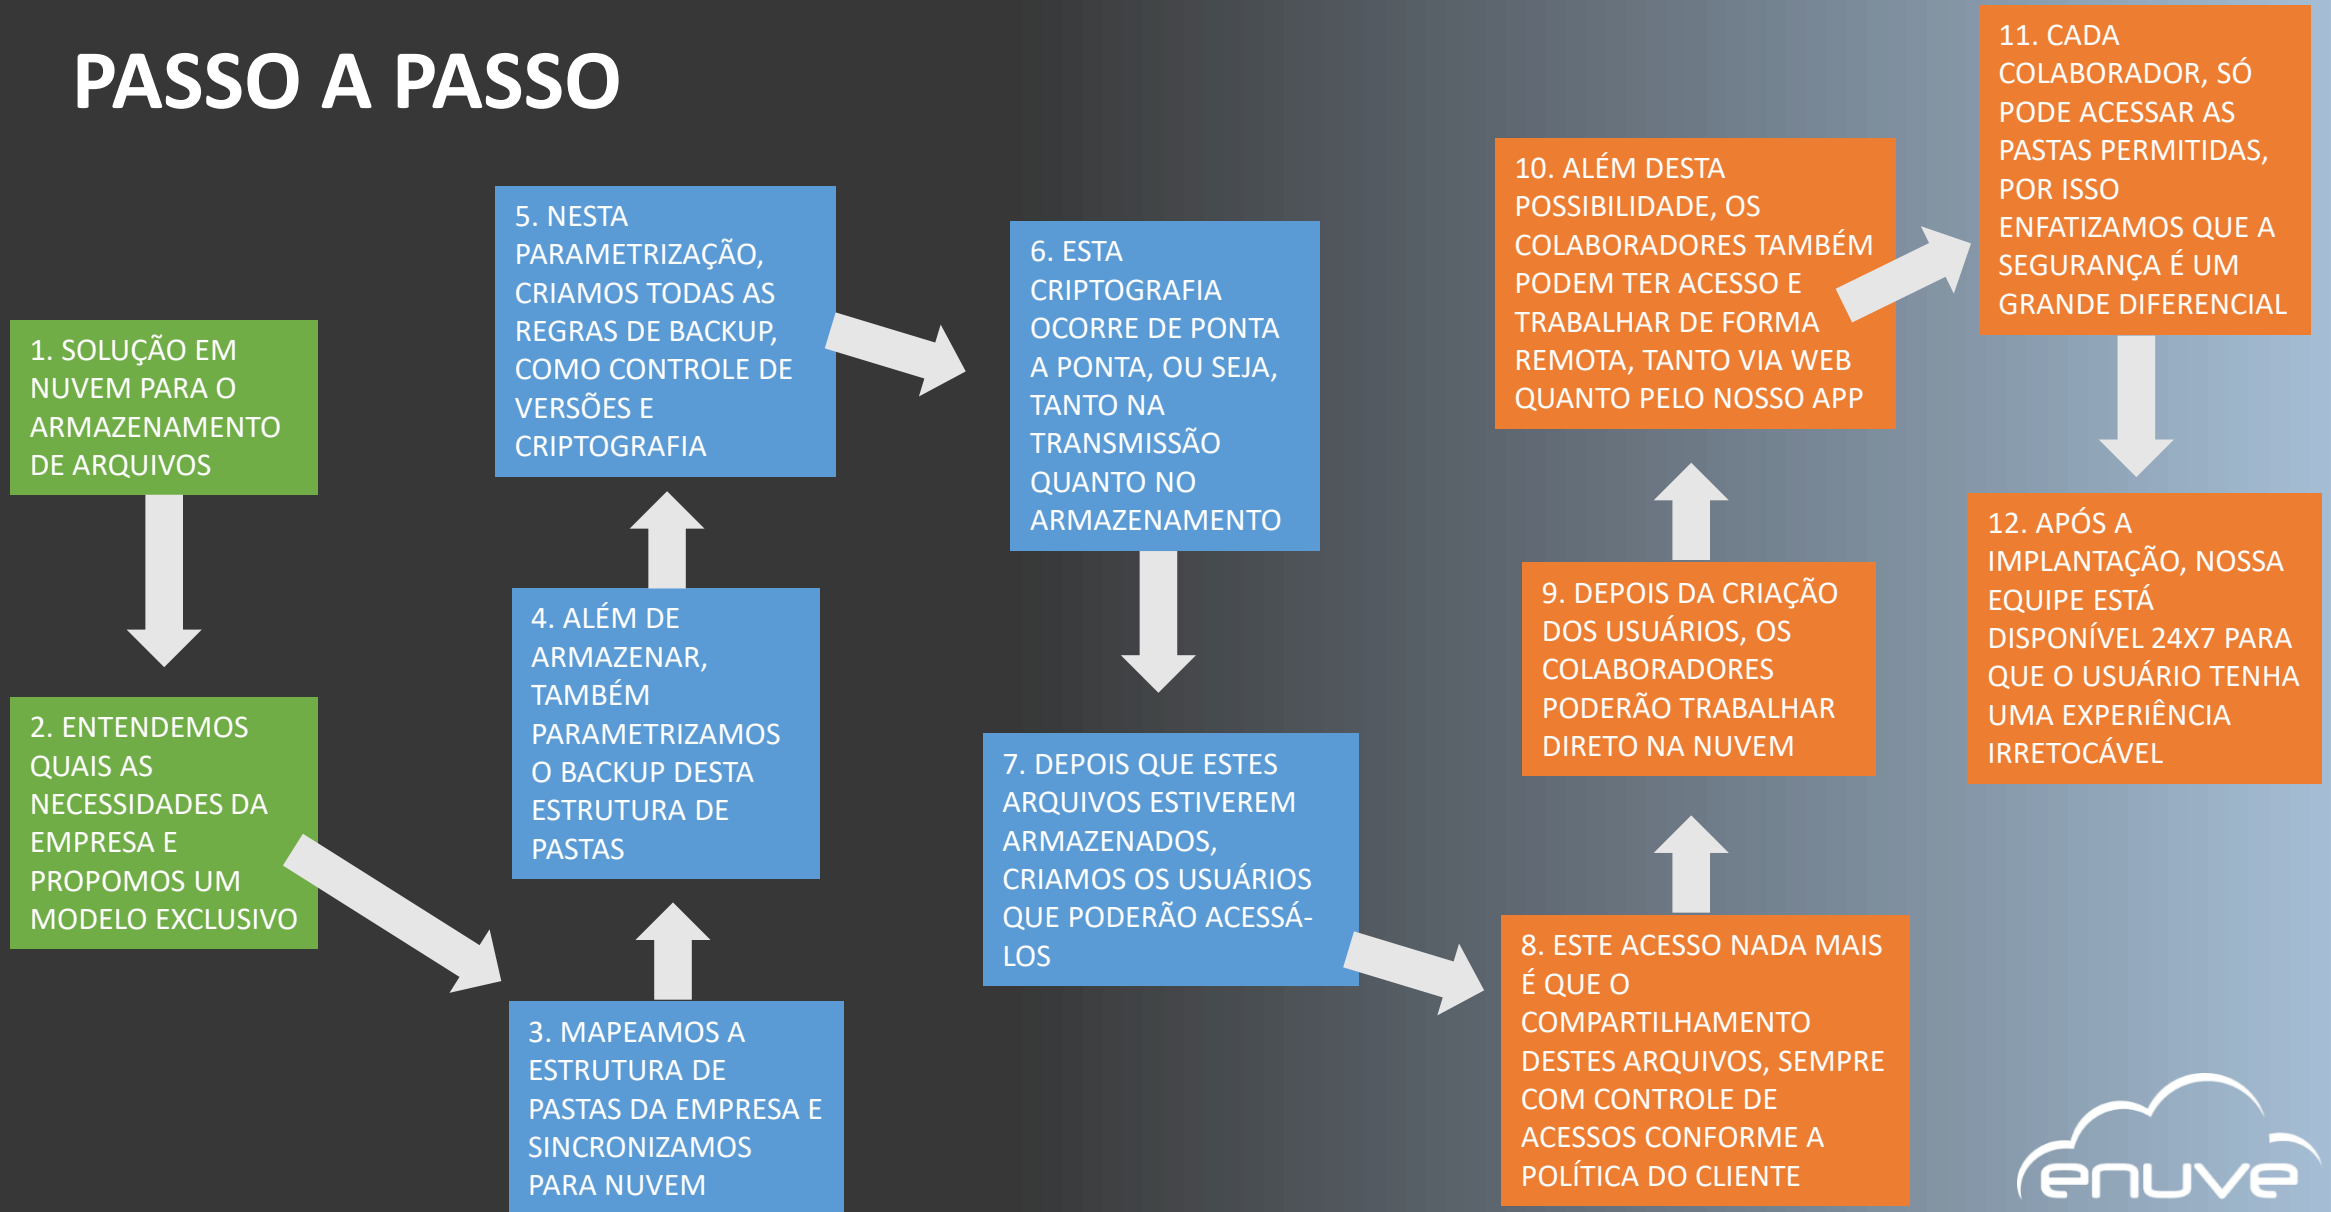 PASSO A PASSO
1. SOLUÇÃO EM
NUVEM PARA O
ARMAZENAMENTO
DE ARQUIVOS
2. ENTENDEMOS
QUAIS AS
NECESSIDADES DA
EMPRESA E
PROPOMOS UM
MODELO EXCLUSIVO
3. MAPEAMOS A
ESTRUTURA DE
PASTAS DA EMPRESA E
SINCRONIZAMOS
PARA NUVEM
4. ALÉM DE
ARMAZENAR,
TAMBÉM
PARAMETRIZAMOS
O BACKUP DESTA
ESTRUTURA DE
PASTAS
5. NESTA
PARAMETRIZAÇÃO,
CRIAMOS TODAS AS
REGRAS DE BACKUP,
COMO CONTROLE DE
VERSÕES E
CRIPTOGRAFIA
6. ESTA
CRIPTOGRAFIA
OCORRE DE PONTA
A PONTA, OU SEJA,
TANTO NA
TRANSMISSÃO
QUANTO NO
ARMAZENAMENTO
7. DEPOIS QUE ESTES
ARQUIVOS ESTIVEREM
ARMAZENADOS,
CRIAMOS OS USUÁRIOS
QUE PODERÃO ACESSÁ-
LOS
8. ESTE ACESSO NADA MAIS
É QUE O
COMPARTILHAMENTO
DESTES ARQUIVOS, SEMPRE
COM CONTROLE DE
ACESSOS CONFORME A
POLÍTICA DO CLIENTE
9. DEPOIS DA CRIAÇÃO
DOS USUÁRIOS, OS
COLABORADORES
PODERÃO TRABALHAR
DIRETO NA NUVEM
10. ALÉM DESTA
POSSIBILIDADE, OS
COLABORADORES TAMBÉM
PODEM TER ACESSO E
TRABALHAR DE FORMA
REMOTA, TANTO VIA WEB
QUANTO PELO NOSSO APP
11. CADA
COLABORADOR, SÓ
PODE ACESSAR AS
PASTAS PERMITIDAS,
POR ISSO
ENFATIZAMOS QUE A
SEGURANÇA É UM
GRANDE DIFERENCIAL
12. APÓS A
IMPLANTAÇÃO, NOSSA
EQUIPE ESTÁ
DISPONÍVEL 24X7 PARA
QUE O USUÁRIO TENHA
UMA EXPERIÊNCIA
IRRETOCÁVEL
enuve